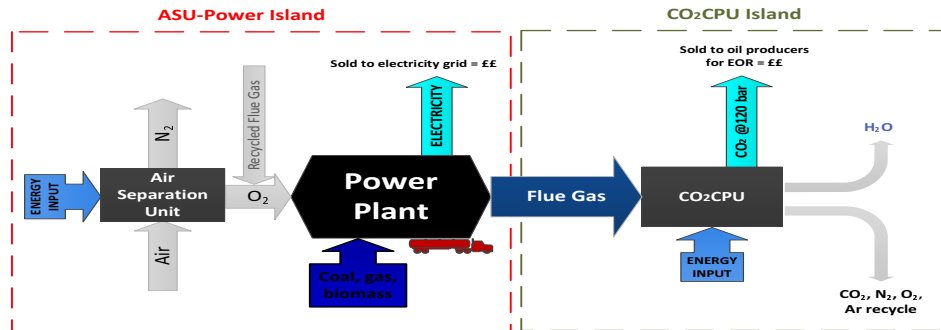 ASU-Power Island
CO₂CPU Island
Sold to electricity grid = ££
Sold to oil producers
for EOR = ££
N₂
Recycled Flue Gas
ELECTRICITY
CO₂ @120 bar
H₂O
ENERGY
INPUT
Air
Separation
Unit
O₂
Power
Plant
Flue Gas
CO₂CPU
Air
Coal, gas,
biomass
ENERGY
INPUT
CO₂, N₂, O₂,
Ar recycle